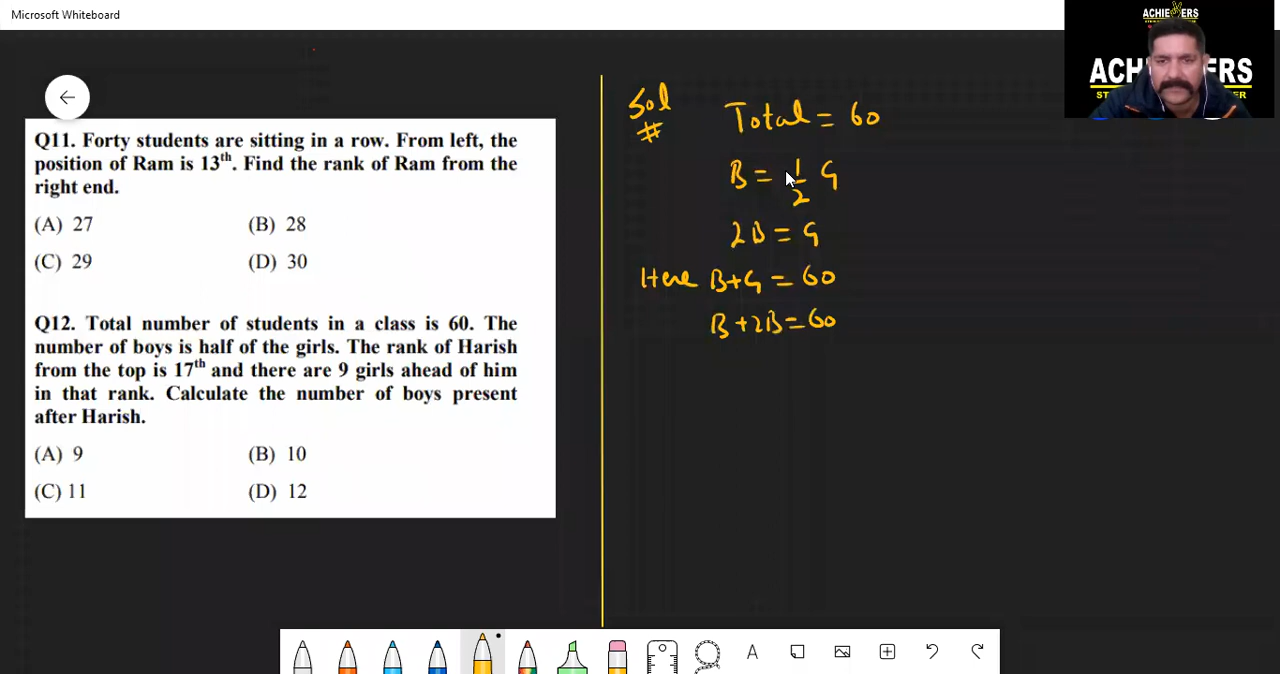 Microsoft Whiteboard
ACHIEVERS
Q11. Forty students are sitting in a row. From left, the
position of Ram is 13th. Find the rank of Ram from the
right end.
(A) 27 (B) 28
(C) 29 (D) 30
Q12. Total number of students in a class is 60. The
number of boys is half of the girls. The rank of Harish
from the top is 17th and there are 9 girls ahead of him
in that rank. Calculate the number of boys present
after Harish.
(A) 9 (B) 10
(C) 11 (D) 12
Sol
#
Total = 60
B = 1/2 G
2B = G
Here B+G = 60
B+2B=60
A